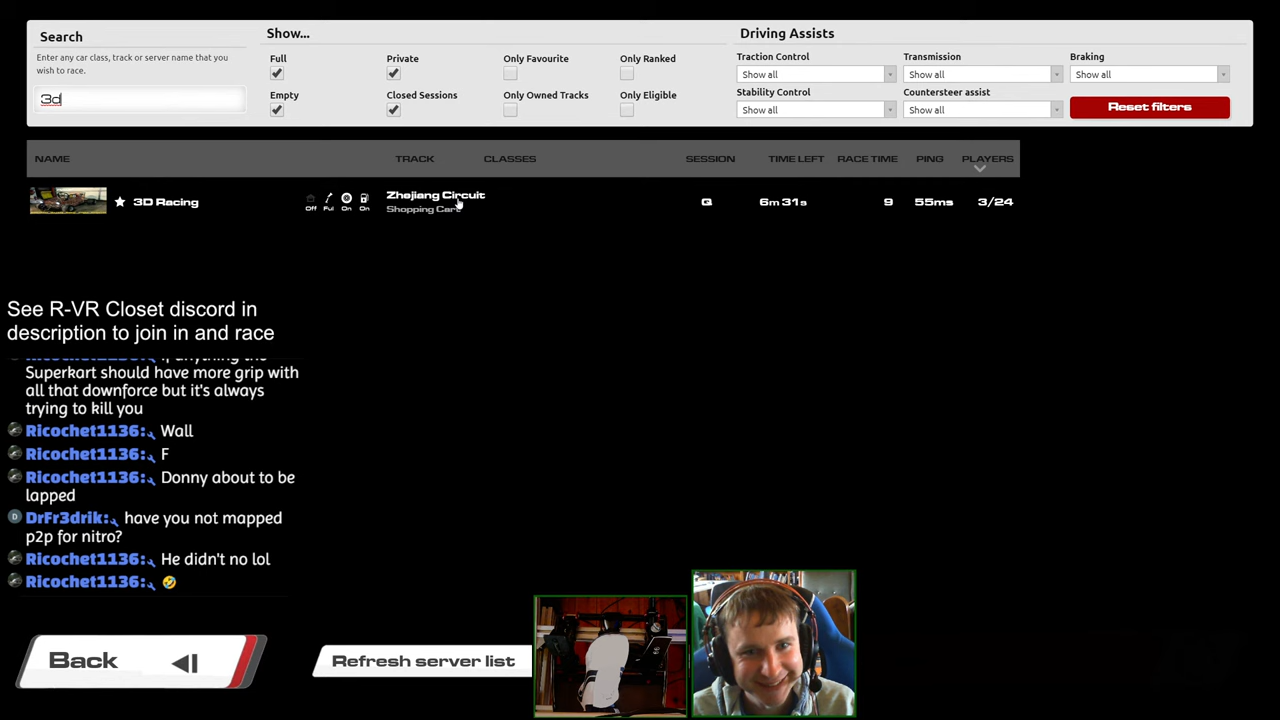 Search
Enter any car class, track or server name that you
wish to race.
3d
Show...
Full
Private
Only Favourite
Only Ranked
Empty
Closed Sessions
Only Owned Tracks
Only Eligible
Driving Assists
Traction Control
Transmission
Braking
Show all
Show all
Show all
Stability Control
Countersteer assist
Show all
Show all
Reset filters
NAME TRACK CLASSES SESSION TIME LEFT RACE TIME PING PLAYERS
3D Racing Off Ful On On Zhejiang Circuit Q 6m 31s 9 55ms 3/24
Shopping
See R-VR Closet discord in
description to join in and race
Superkart should have more grip with
all that downforce but it's always
trying to kill you
Ricochet1136: Wall
Ricochet1136: F
Ricochet1136: Donny about to be
lapped
DrFr3drik: have you not mapped
p2p for nitro?
Ricochet1136: He didn't no lol
Ricochet1136: 🤣
Back
Refresh server list